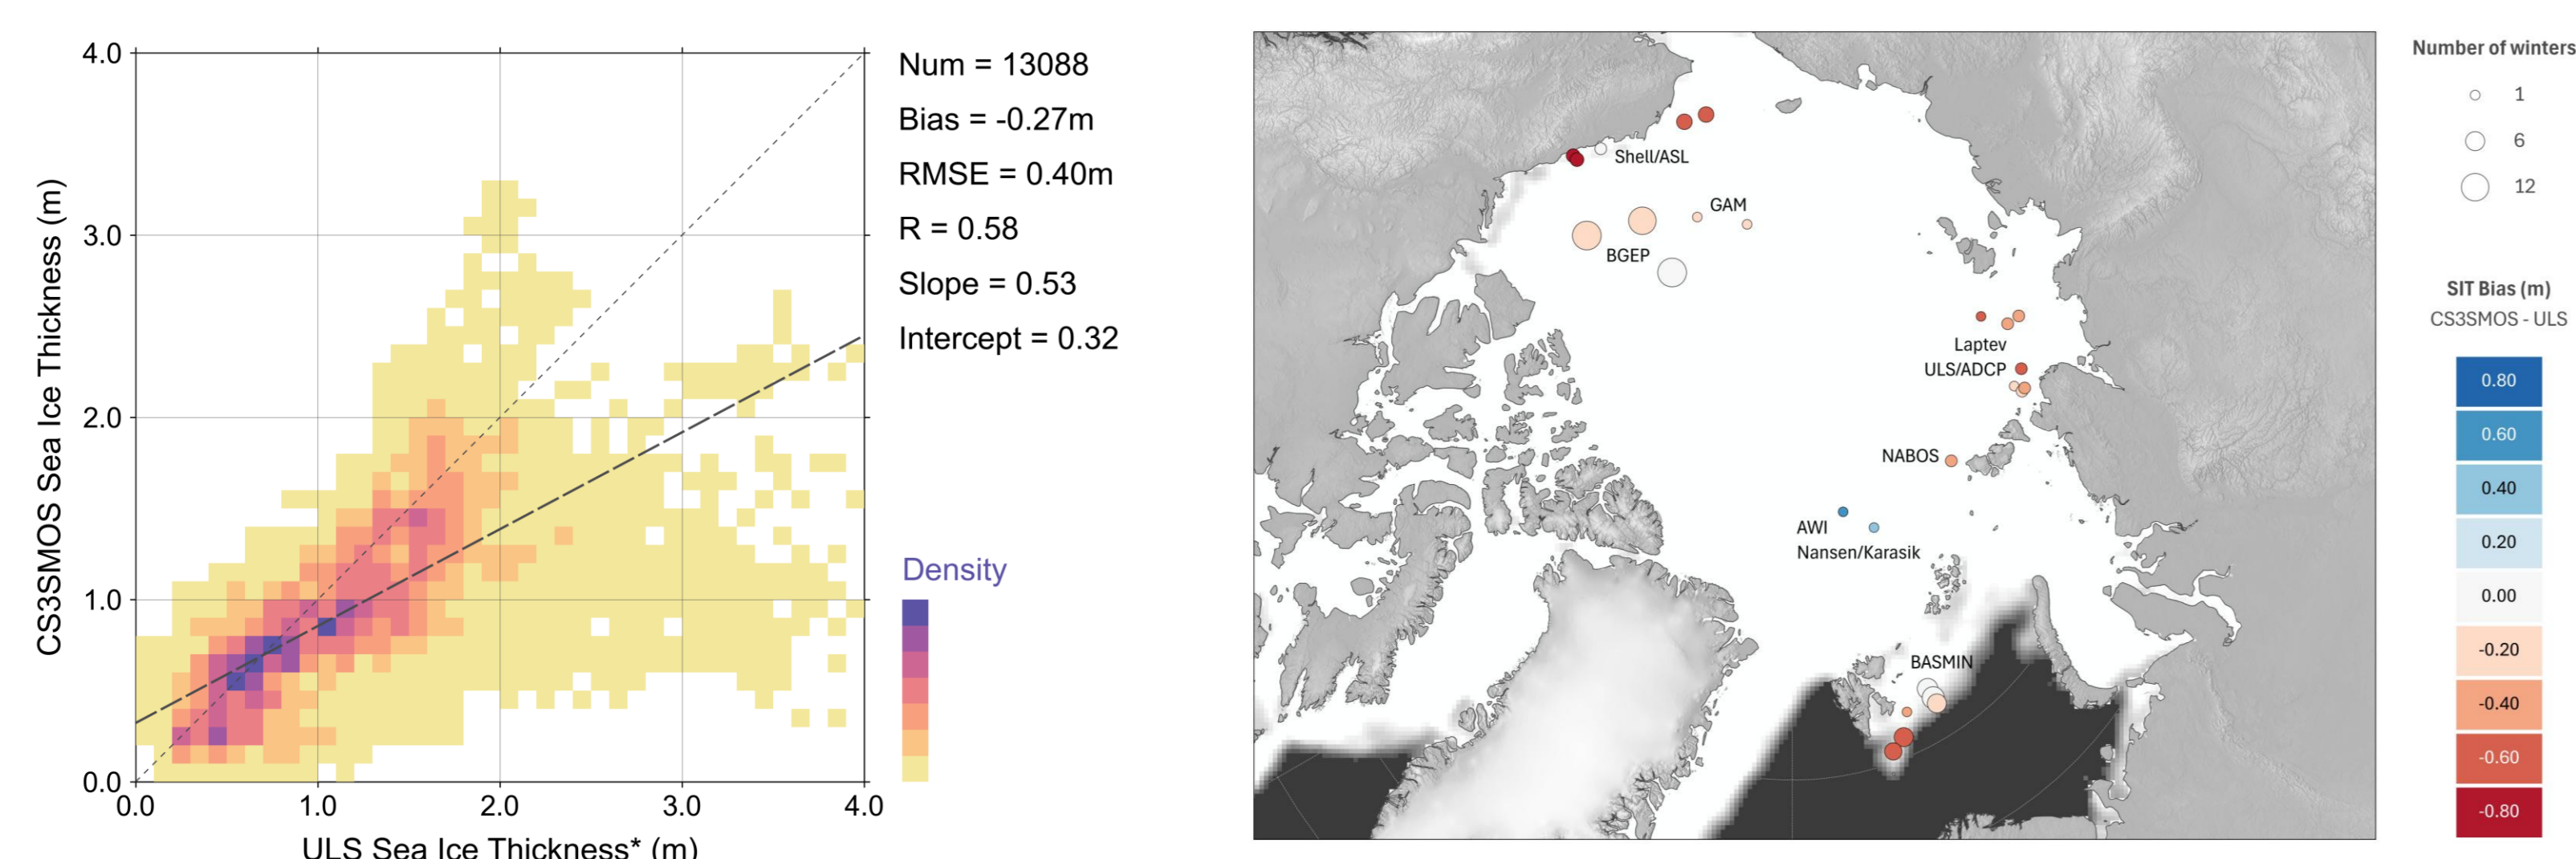 4.0
3.0
2.0
1.0
0.0
0.0 1.0 2.0 3.0 4.0
CS3SMOS Sea Ice Thickness (m)
ULS Sea Ice Thickness* (m)
Num = 13088
Bias = -0.27m
RMSE = 0.40m
R = 0.58
Slope = 0.53
Intercept = 0.32
Density
Shell/ASL
GAM
BGEP
Laptev
ULS/ADCP
NABOS
AWI
Nansen/Karasik
BASMIN
Number of winters
1
6
12
SIT Bias (m)
CS3SMOS - ULS
0.80
0.60
0.40
0.20
0.00
-0.20
-0.40
-0.60
-0.80